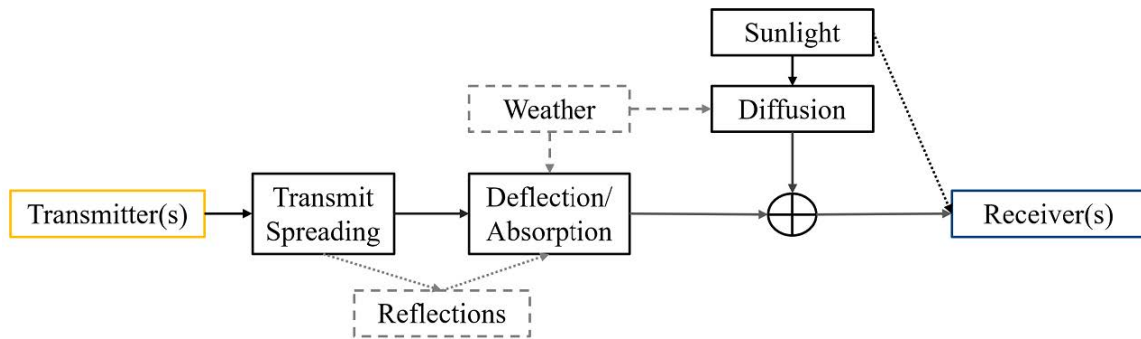 Sunlight
Weather
Diffusion
Transmitter(s)
Transmit
Spreading
Deflection/
Absorption
Receiver(s)
Reflections